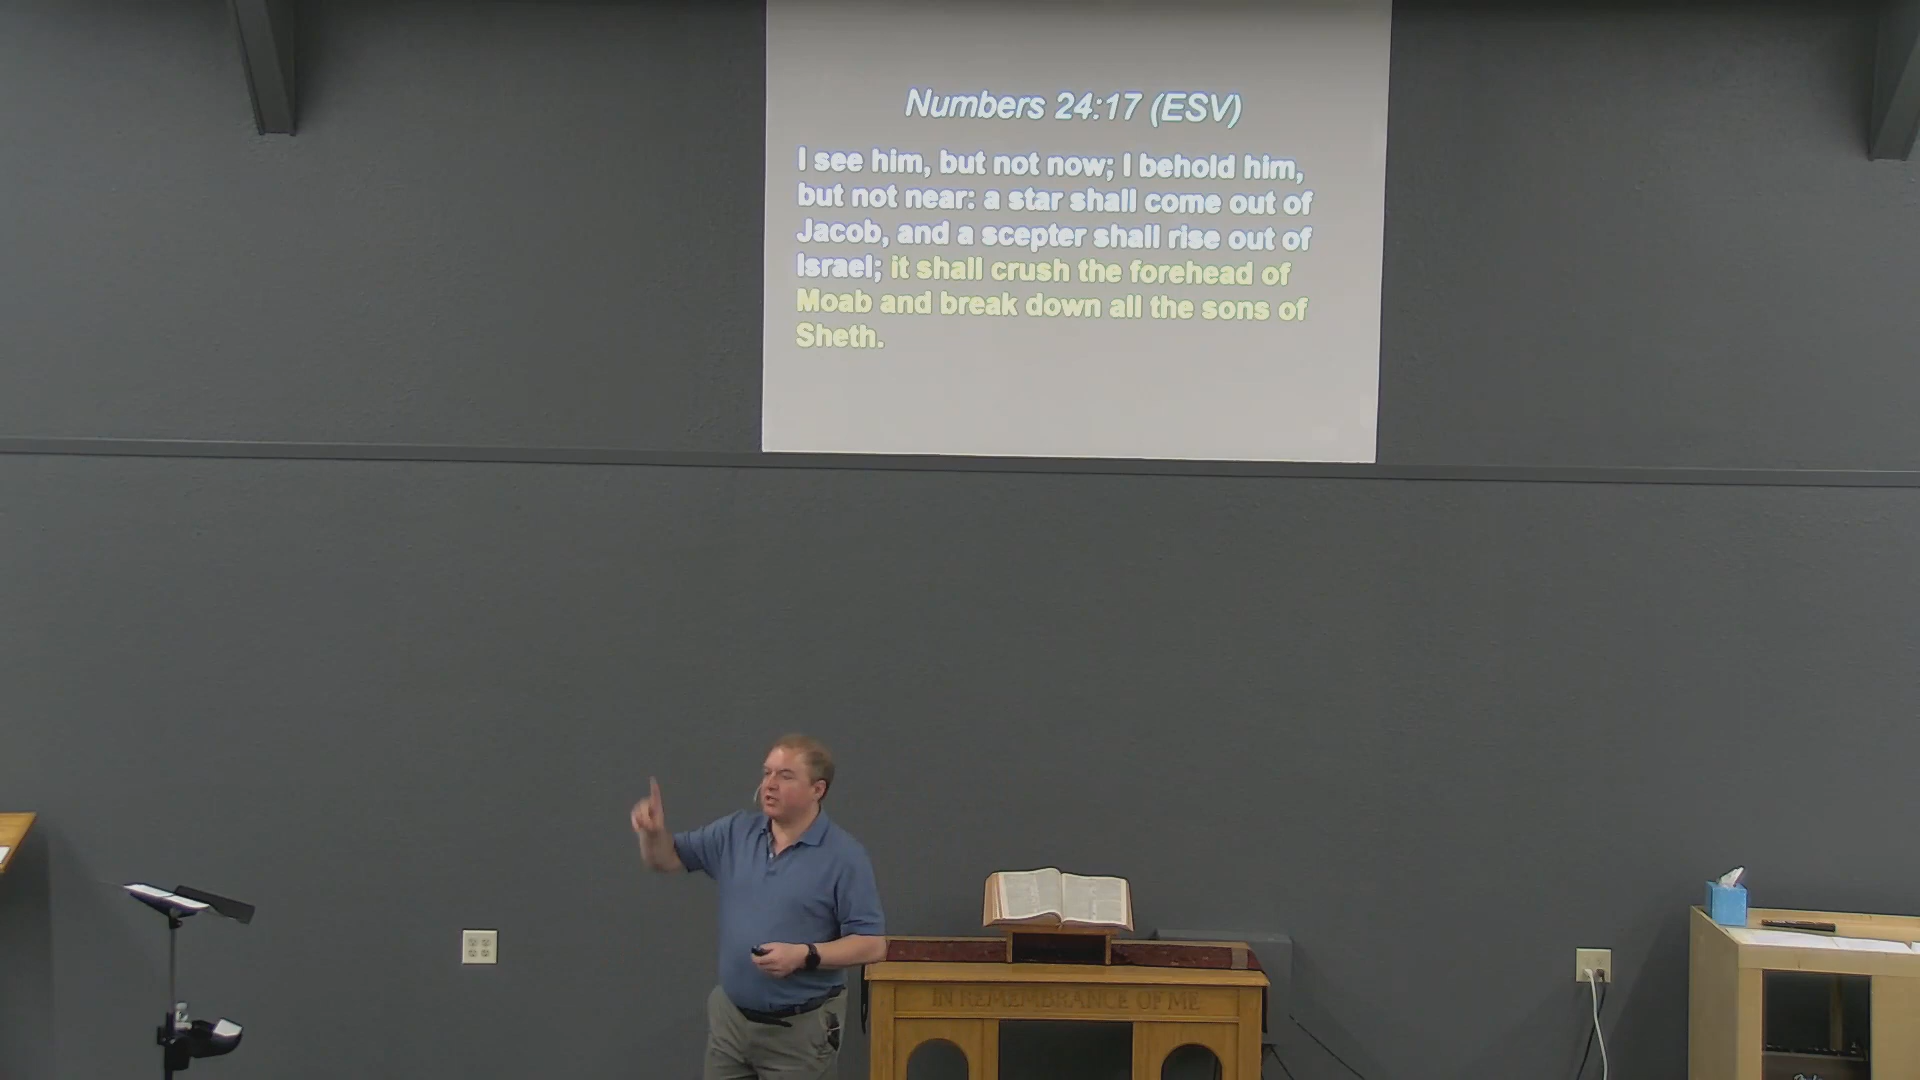 Numbers 24:17 (ESV)
I see him, but not now; I behold him,
but not near: a star shall come out of
Jacob, and a scepter shall rise out of
Israel; it shall crush the forehead of
Moab and break down all the sons of
Sheth.
IN REMEMBRANCE OF ME